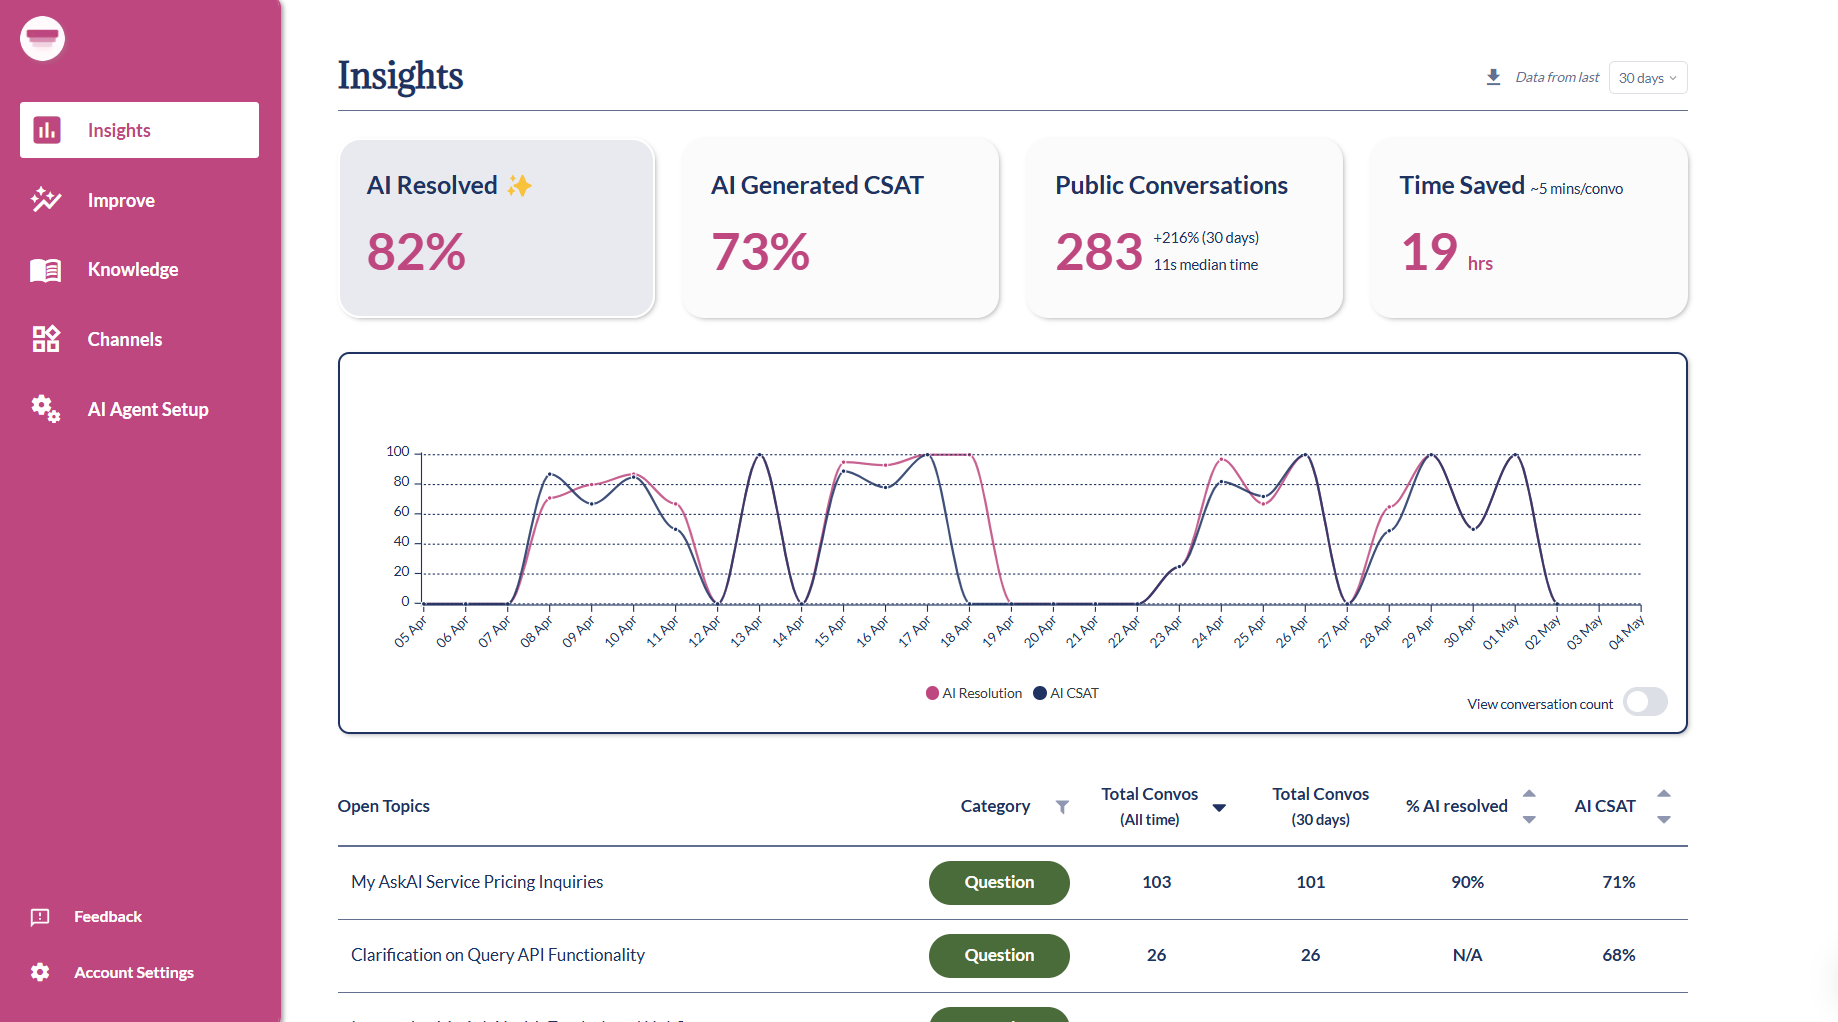 Insights
Data from last 30 days
Insights
Improve
Knowledge
Channels
AI Agent Setup
Feedback
Account Settings
AI Resolved
82%
AI Generated CSAT
73%
Public Conversations
283 +216% (30 days)
11s median time
Time Saved ~5 mins/convo
19 hrs
100
80
60
40
20
0
05 Apr 06 Apr 07 Apr 08 Apr 09 Apr 10 Apr 11 Apr 12 Apr 13 Apr 14 Apr 15 Apr 16 Apr 17 Apr 18 Apr 19 Apr 20 Apr 21 Apr 22 Apr 23 Apr 24 Apr 25 Apr 26 Apr 27 Apr 28 Apr 29 Apr 30 Apr 01 May 02 May 03 May 04 May
AI Resolution AI CSAT
View conversation count
Open Topics Category Total Convos (All time) Total Convos (30 days) % AI resolved AI CSAT
My AskAI Service Pricing Inquiries Question 103 101 90% 71%
Clarification on Query API Functionality Question 26 26 N/A 68%